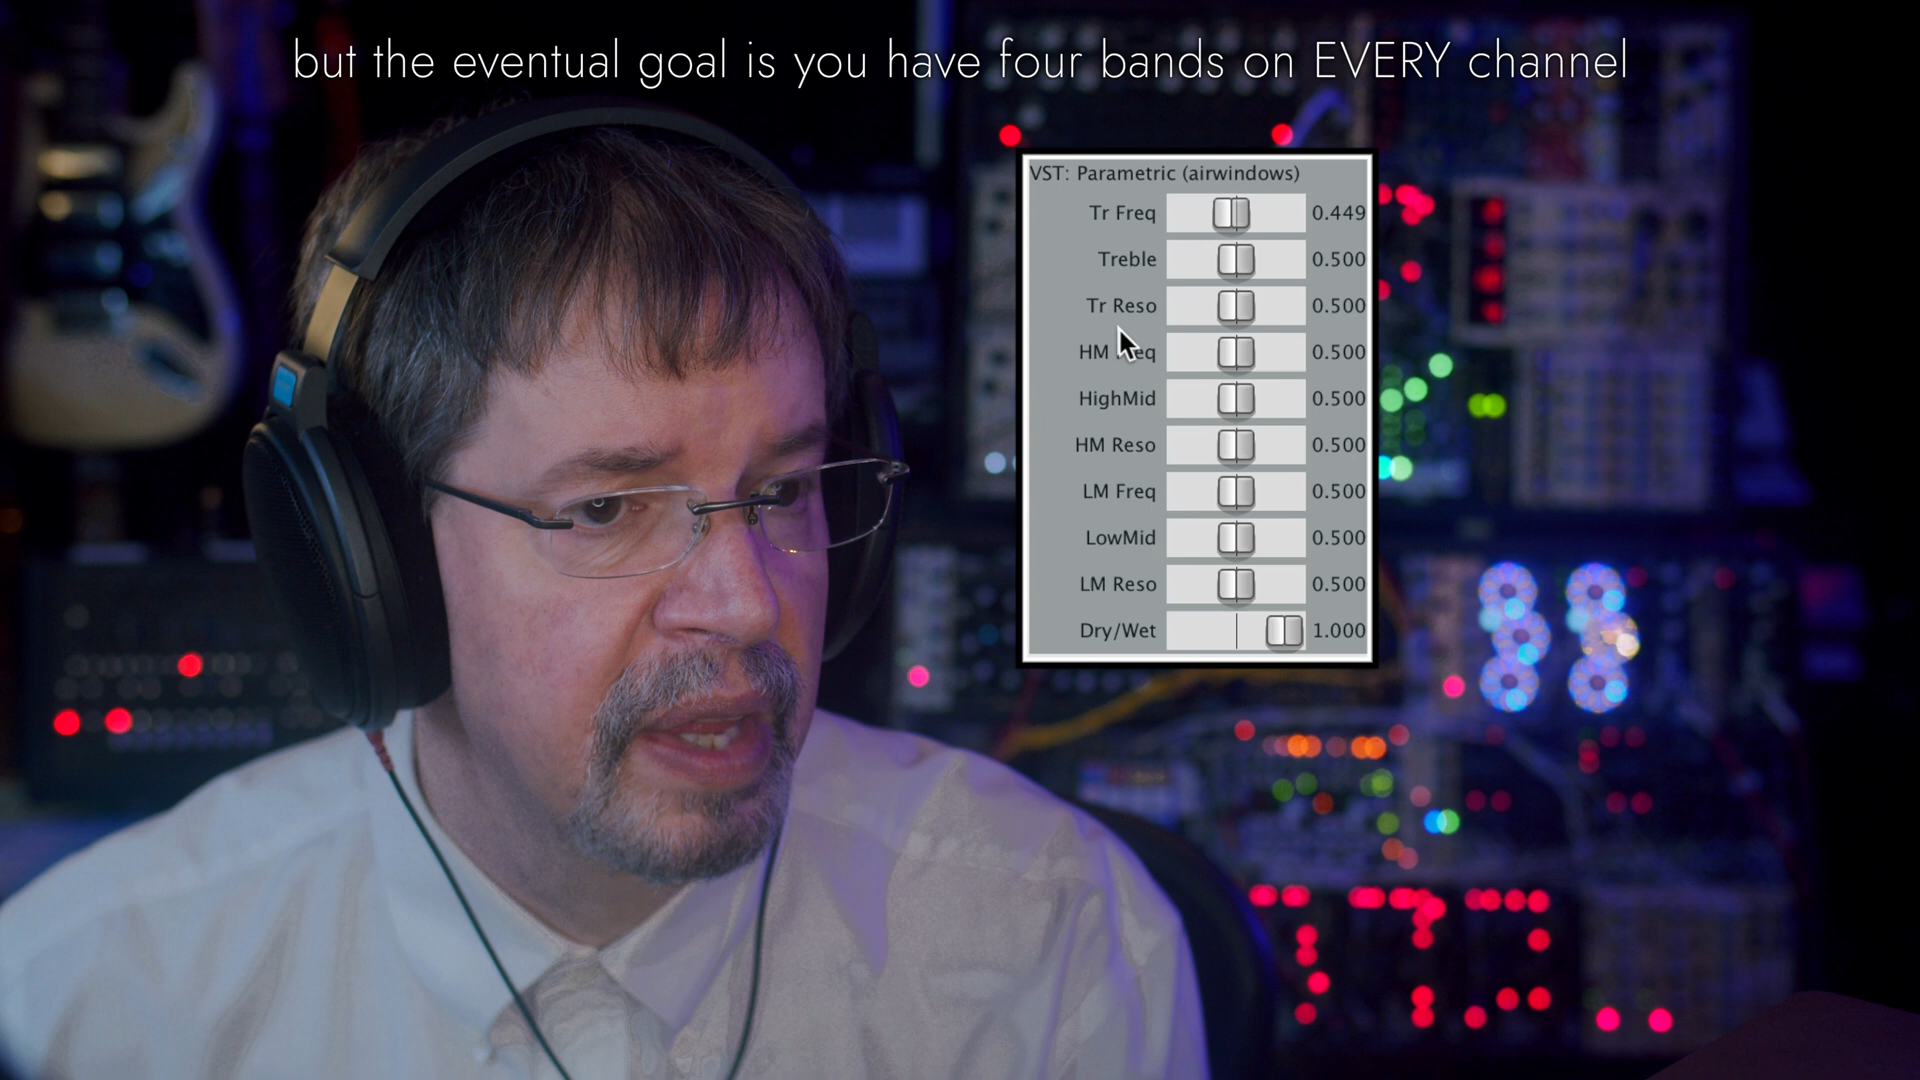 but the eventual goal is you have four bands on EVERY channel
VST: Parametric (airwindows)
Tr Freq 0.449
Treble 0.500
Tr Reso 0.500
HM Freq 0.500
HighMid 0.500
HM Reso 0.500
LM Freq 0.500
LowMid 0.500
LM Reso 0.500
Dry/Wet 1.000